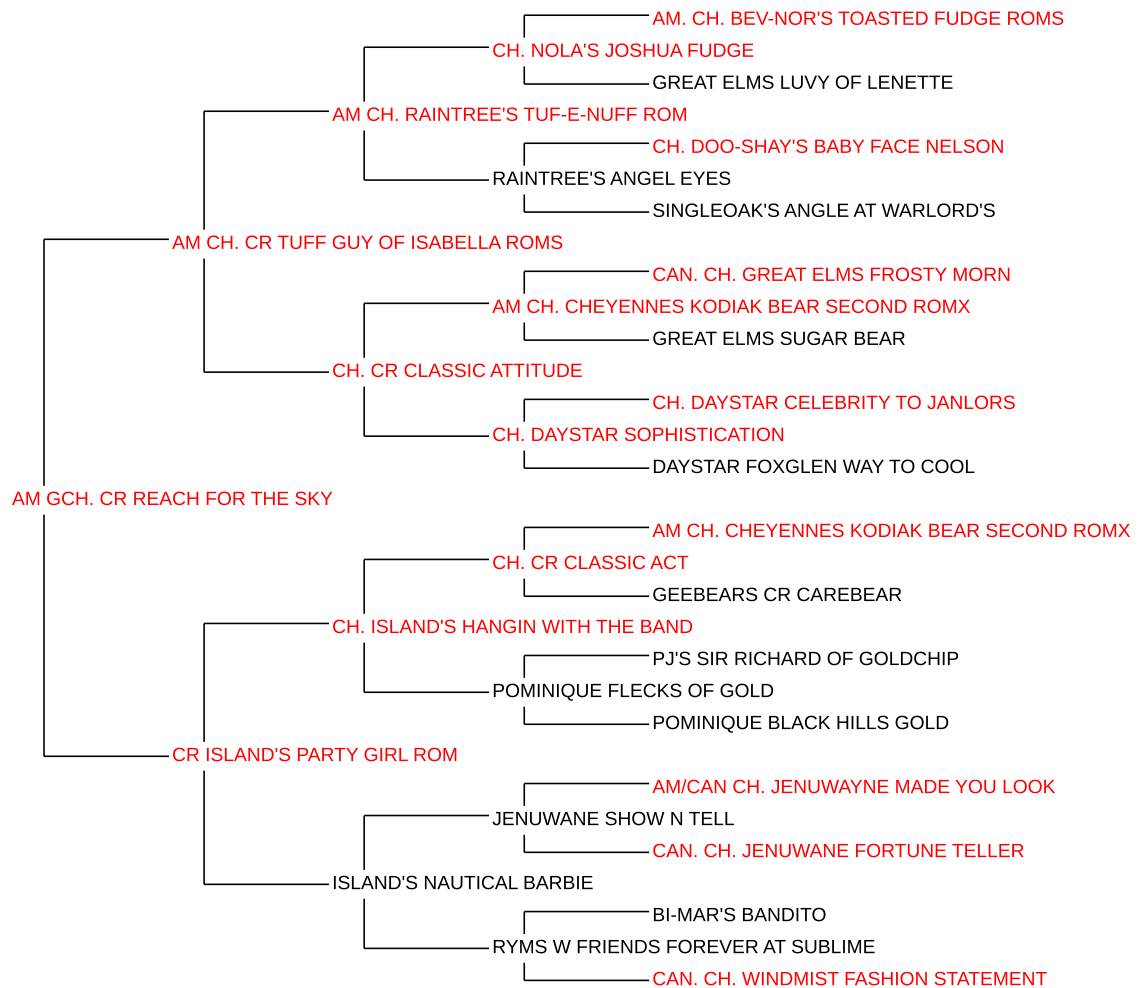 AM. CH. BEV-NOR'S TOASTED FUDGE ROMS
CH. NOLA'S JOSHUA FUDGE
GREAT ELMS LUVY OF LENETTE
AM CH. RAINTREE'S TUF-E-NUFF ROM
CH. DOO-SHAY'S BABY FACE NELSON
RAINTREE'S ANGEL EYES
SINGLEOAK'S ANGLE AT WARLORD'S
AM CH. CR TUFF GUY OF ISABELLA ROMS
CAN. CH. GREAT ELMS FROSTY MORN
AM CH. CHEYENNES KODIAK BEAR SECOND ROMX
GREAT ELMS SUGAR BEAR
CH. CR CLASSIC ATTITUDE
CH. DAYSTAR CELEBRITY TO JANLORS
CH. DAYSTAR SOPHISTICATION
DAYSTAR FOXGLEN WAY TO COOL
AM GCH. CR REACH FOR THE SKY
AM CH. CHEYENNES KODIAK BEAR SECOND ROMX
CH. CR CLASSIC ACT
GEEBEARS CR CAREBEAR
CH. ISLAND'S HANGIN WITH THE BAND
PJ'S SIR RICHARD OF GOLDCHIP
POMINIQUE FLECKS OF GOLD
POMINIQUE BLACK HILLS GOLD
CR ISLAND'S PARTY GIRL ROM
AM/CAN CH. JENUWAYNE MADE YOU LOOK
JENUWANE SHOW N TELL
CAN. CH. JENUWANE FORTUNE TELLER
ISLAND'S NAUTICAL BARBIE
BI-MAR'S BANDITO
RYMS W FRIENDS FOREVER AT SUBLIME
CAN. CH. WINDMIST FASHION STATEMENT